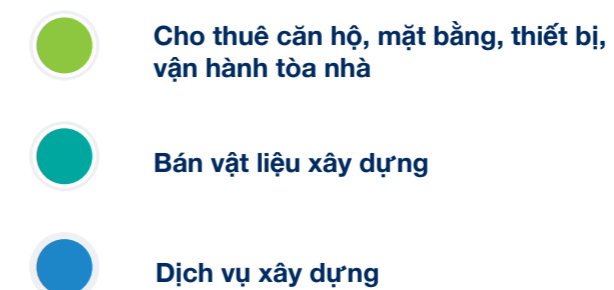 Cho thuê căn hộ, mặt bằng, thiết bị,
vận hành tòa nhà
Bán vật liệu xây dựng
Dịch vụ xây dựng